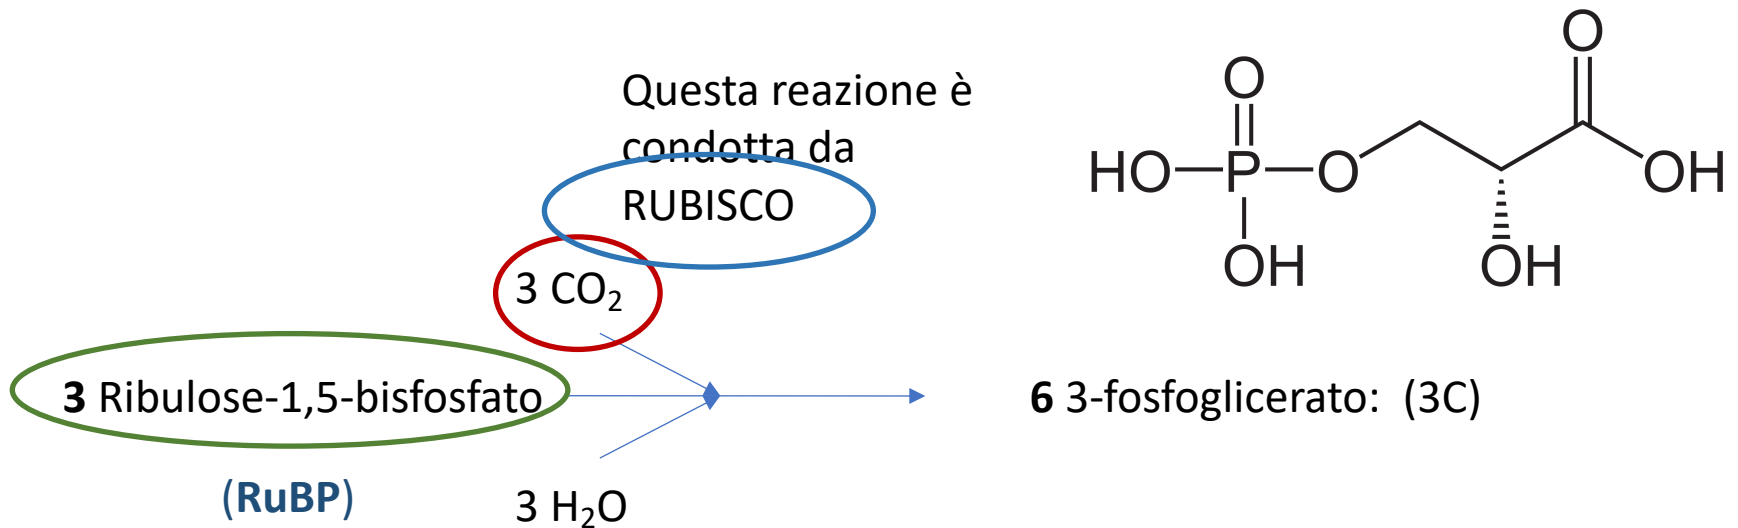 Questa reazione è
condotta da
RUBISCO
3 CO₂
3 Ribulose-1,5-bisfosfato
(RuBP)
3 H₂O
6 3-fosfoglicerato: (3C)
O
O
HO
P
O
OH
OH
OH